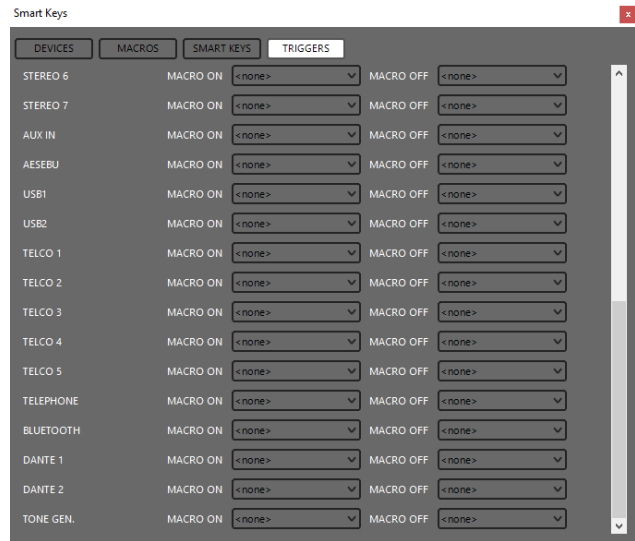 Smart Keys
x
DEVICES MACROS SMART KEYS TRIGGERS
STEREO 6 MACRO ON <none> MACRO OFF <none>
STEREO 7 MACRO ON <none> MACRO OFF <none>
AUX IN MACRO ON <none> MACRO OFF <none>
AESEBU MACRO ON <none> MACRO OFF <none>
USB1 MACRO ON <none> MACRO OFF <none>
USB2 MACRO ON <none> MACRO OFF <none>
TELCO 1 MACRO ON <none> MACRO OFF <none>
TELCO 2 MACRO ON <none> MACRO OFF <none>
TELCO 3 MACRO ON <none> MACRO OFF <none>
TELCO 4 MACRO ON <none> MACRO OFF <none>
TELCO 5 MACRO ON <none> MACRO OFF <none>
TELEPHONE MACRO ON <none> MACRO OFF <none>
BLUETOOTH MACRO ON <none> MACRO OFF <none>
DANTE 1 MACRO ON <none> MACRO OFF <none>
DANTE 2 MACRO ON <none> MACRO OFF <none>
TONE GEN. MACRO ON <none> MACRO OFF <none>